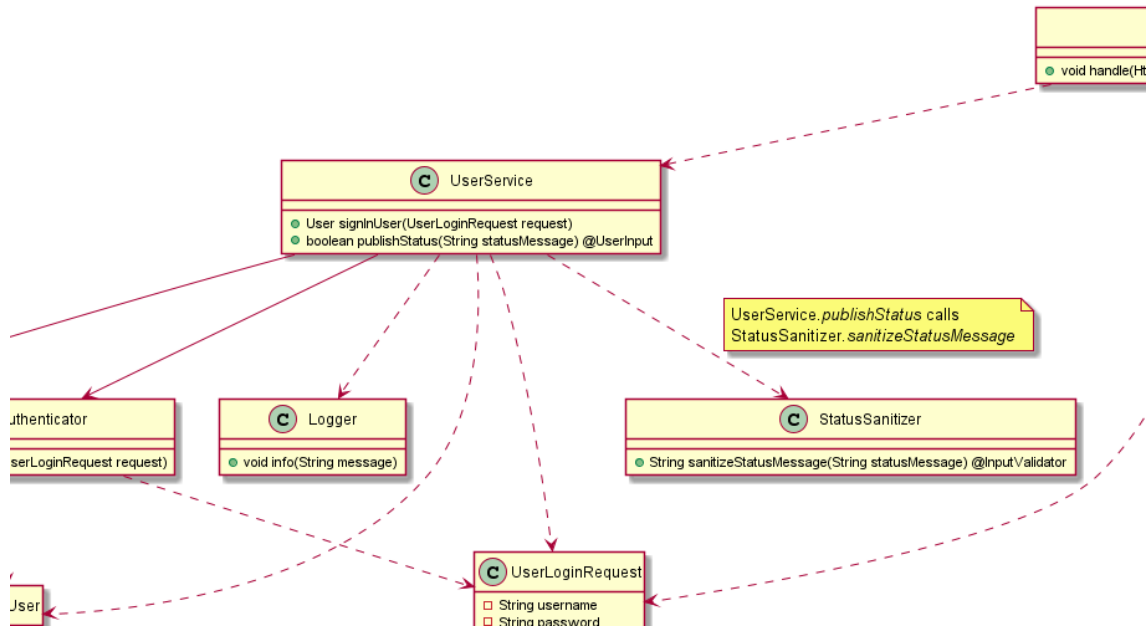 void handle(Ht
C UserService
User signInUser(UserLoginRequest request)
boolean publishStatus(String statusMessage) @UserInput
UserService.publishStatus calls
StatusSanitizer.sanitizeStatusMessage
uthenticator
serLoginRequest request)
C Logger
void info(String message)
C StatusSanitizer
String sanitizeStatusMessage(String statusMessage) @InputValidator
User
C UserLoginRequest
String username
String password